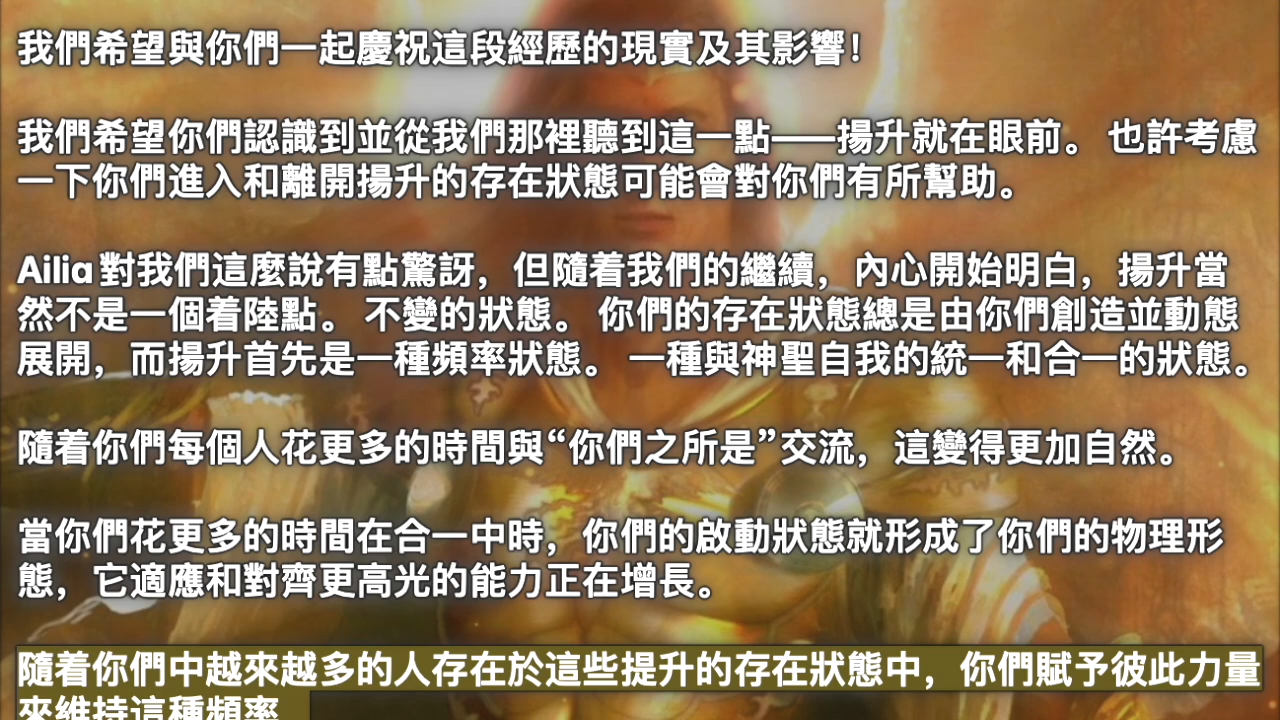 我們希望與你們一起慶祝這段經歷的現實及其影響！
我們希望你們認識到並從我們那裡聽到這一點——揚升就在眼前。 也許考慮
一下你們進入和離開揚升的存在狀態可能會對你們有所幫助。
Ailia對我們這麼說有點驚訝，但隨着我們的繼續，內心開始明白，揚升當
然不是一個着陸點。 不變的狀態。 你們的存在狀態總是由你們創造並動態
展開，而揚升首先是一種頻率狀態。 一種與神聖自我的統一和合一的狀態。
隨着你們每個人花更多的時間與“你們之所是”交流，這變得更加自然。
當你們花更多的時間在合一中時，你們的啟動狀態就形成了你們的物理形
態，它適應和對齊更高光的能力正在增長。
隨着你們中越來越多的人存在於這些提升的存在狀態中，你們賦予彼此力量
來維持這種頻率